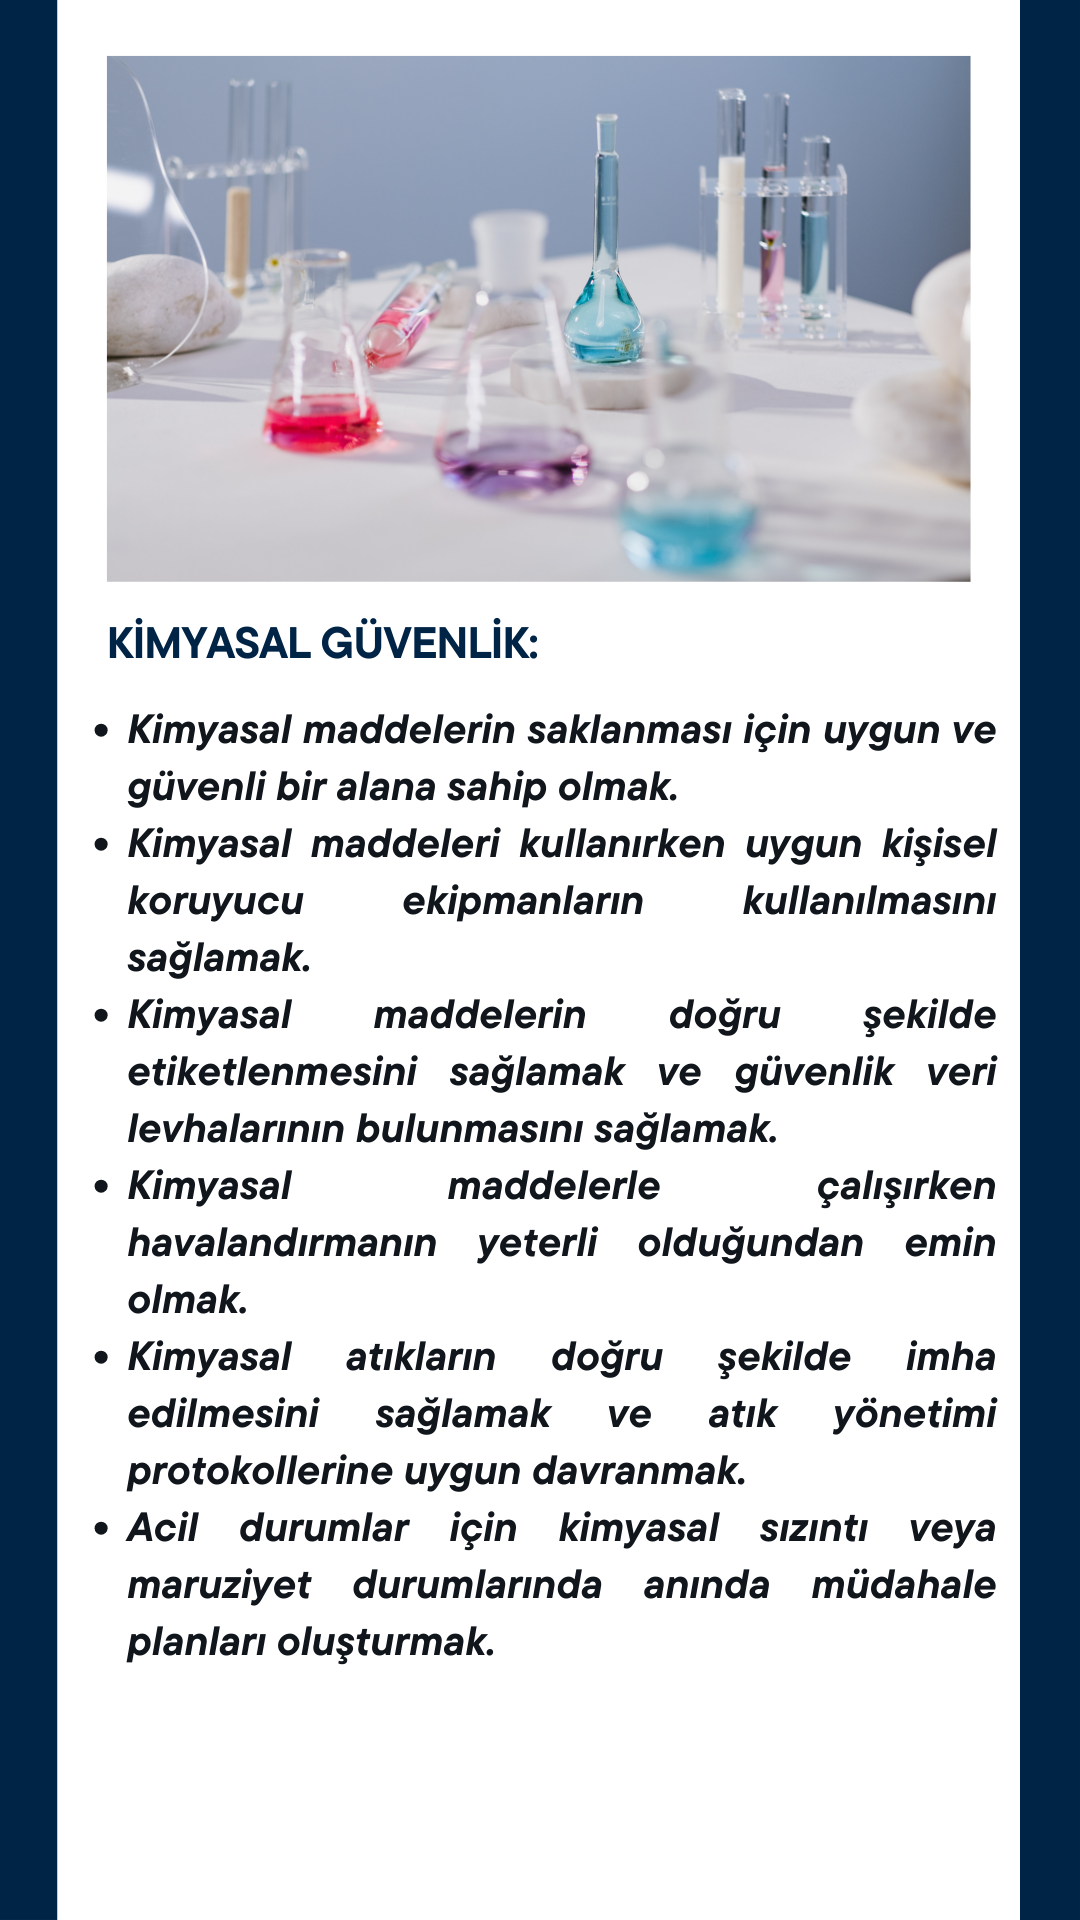 KİMYASAL GÜVENLİK:
• Kimyasal maddelerin saklanması için uygun ve
güvenli bir alana sahip olmak.
• Kimyasal maddeleri kullanırken uygun kişisel
koruyucu ekipmanların kullanılmasını
sağlamak.
• Kimyasal maddelerin doğru şekilde
etiketlenmesini sağlamak ve güvenlik veri
levhalarının bulunmasını sağlamak.
• Kimyasal maddelerle çalışırken
havalandırmanın yeterli olduğundan emin
olmak.
• Kimyasal atıkların doğru şekilde imha
edilmesini sağlamak ve atık yönetimi
protokollerine uygun davranmak.
• Acil durumlar için kimyasal sızıntı veya
maruziyet durumlarında anında müdahale
planları oluşturmak.